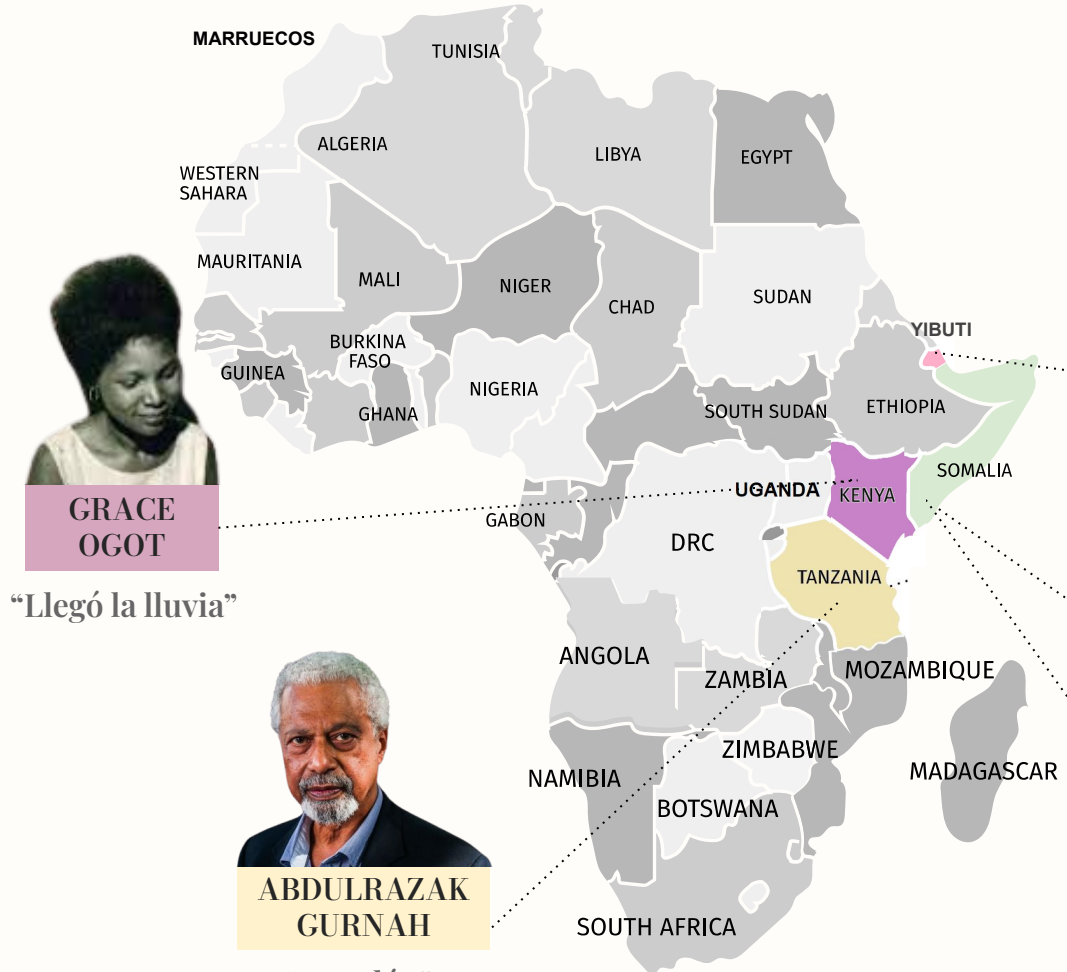 MARRUECOS
TUNISIA
ALGERIA
LIBYA
EGYPT
WESTERN
SAHARA
MAURITANIA
MALI
NIGER
CHAD
SUDAN
YIBUTI
BURKINA
FASO
GUINEA
NIGERIA
GHANA
SOUTH SUDAN
ETHIOPIA
SOMALIA
UGANDA
KENYA
GABON
DRC
TANZANIA
GRACE
OGOT
“Llegó la lluvia”
ANGOLA
ZAMBIA
MOZAMBIQUE
ZIMBABWE
NAMIBIA
BOTSWANA
MADAGASCAR
SOUTH AFRICA
ABDULRAZAK
GURNAH